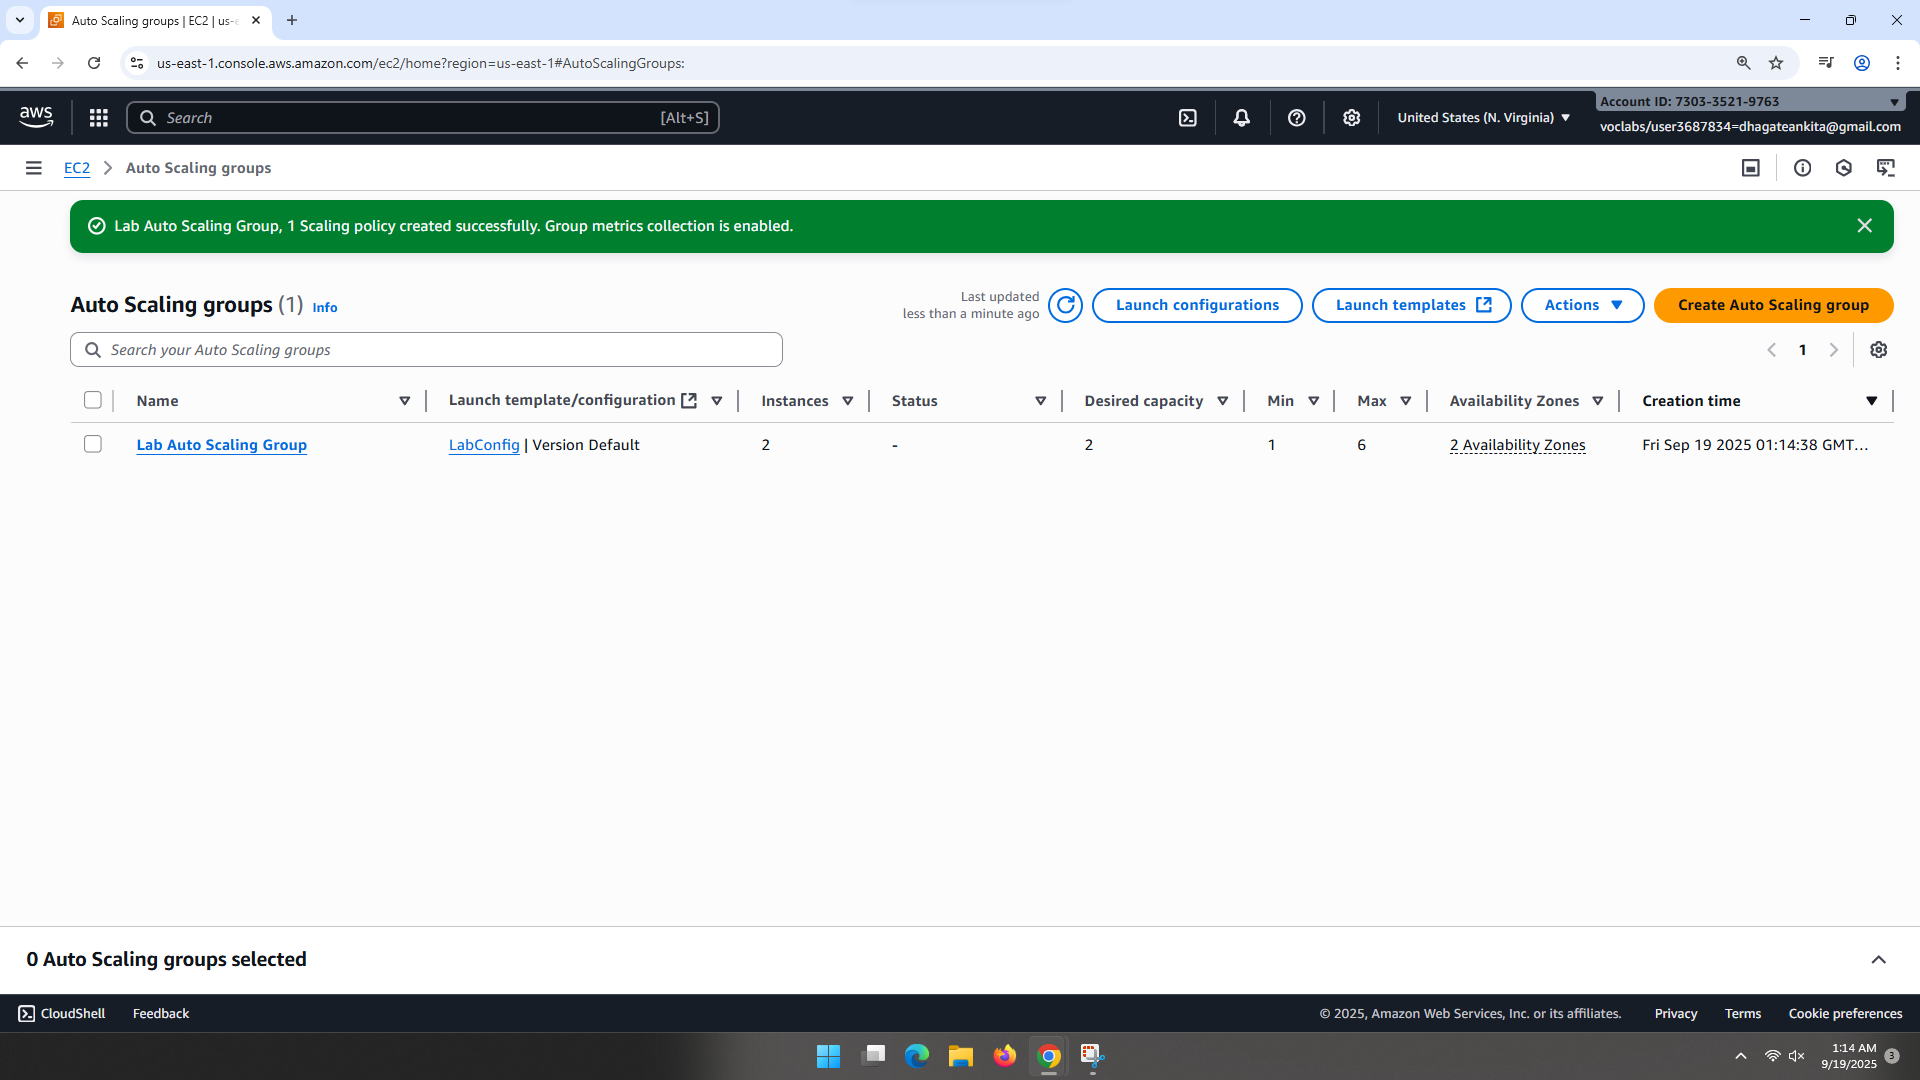 Auto Scaling groups | EC2 | us-e
us-east-1.console.aws.amazon.com/ec2/home?region=us-east-1#AutoScalingGroups:
aws
Search
[Alt+S]
United States (N. Virginia)
Account ID: 7303-3521-9763
voclabs/user3687834=dhagateankita@gmail.com
EC2
Auto Scaling groups
Lab Auto Scaling Group, 1 Scaling policy created successfully. Group metrics collection is enabled.
Auto Scaling groups (1) Info
Last updated
less than a minute ago
Launch configurations
Launch templates
Actions
Create Auto Scaling group
Search your Auto Scaling groups
1
Name
Launch template/configuration
Instances
Status
Desired capacity
Min
Max
Availability Zones
Creation time
Lab Auto Scaling Group
LabConfig | Version Default
2
-
2
1
6
2 Availability Zones
Fri Sep 19 2025 01:14:38 GMT...
0 Auto Scaling groups selected
CloudShell
Feedback
© 2025, Amazon Web Services, Inc. or its affiliates.
Privacy
Terms
Cookie preferences
1:14 AM
9/19/2025
3